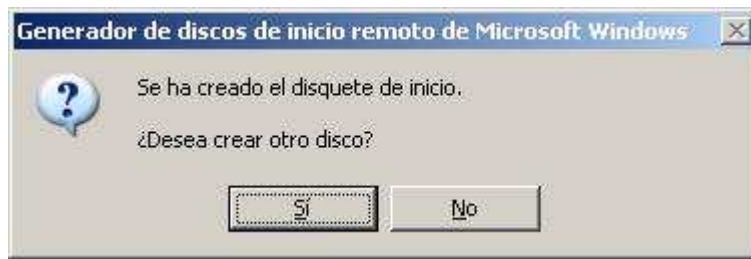 Generador de discos de inicio remoto de Microsoft Windows
Se ha creado el disquete de inicio.
¿Desea crear otro disco?
Sí No